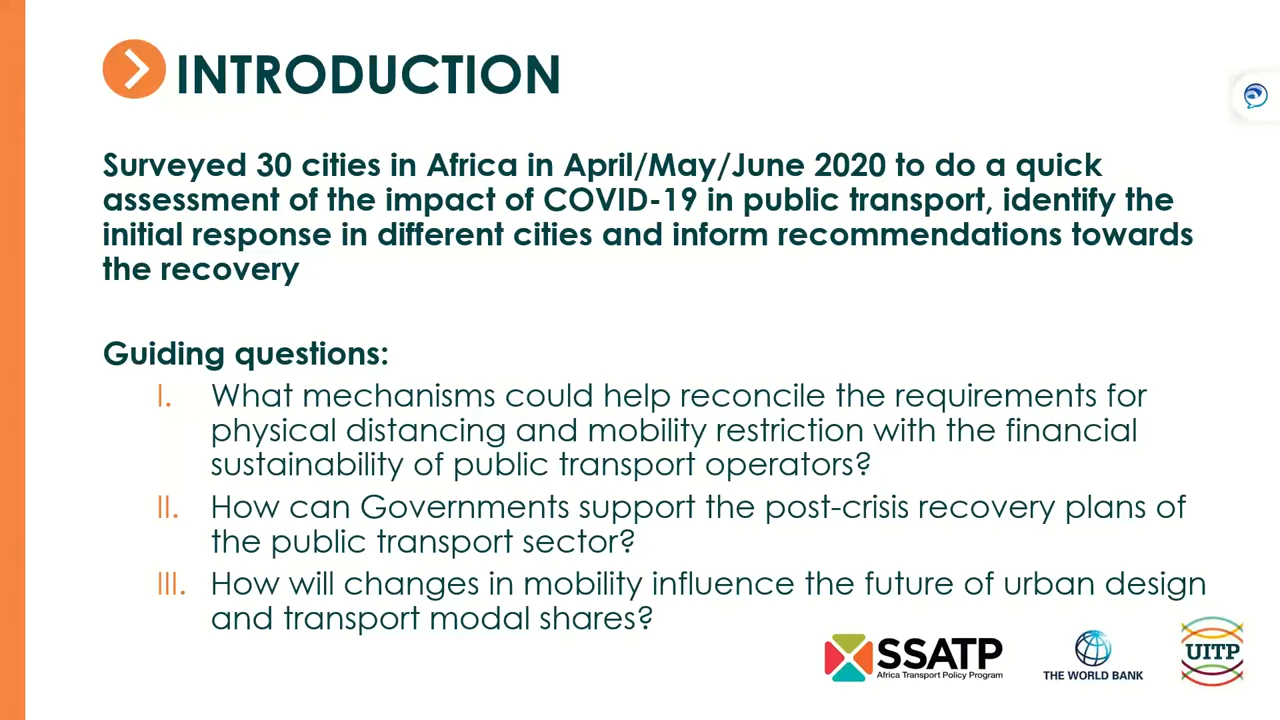 INTRODUCTION
Surveyed 30 cities in Africa in April/May/June 2020 to do a quick
assessment of the impact of COVID-19 in public transport, identify the
initial response in different cities and inform recommendations towards
the recovery
Guiding questions:
I. What mechanisms could help reconcile the requirements for
physical distancing and mobility restriction with the financial
sustainability of public transport operators?
II. How can Governments support the post-crisis recovery plans of
the public transport sector?
III. How will changes in mobility influence the future of urban design
and transport modal shares?
SSATP
Africa Transport Policy Program
THE WORLD BANK
UITP